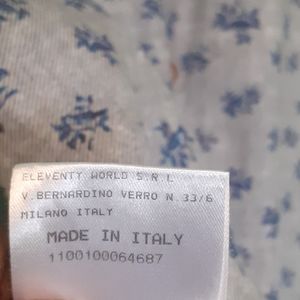 ELEVENTY WORLD S.R.L
V.BERNARDINO VERRO N.33/6
MILANO ITALY
MADE IN ITALY
1100100064687